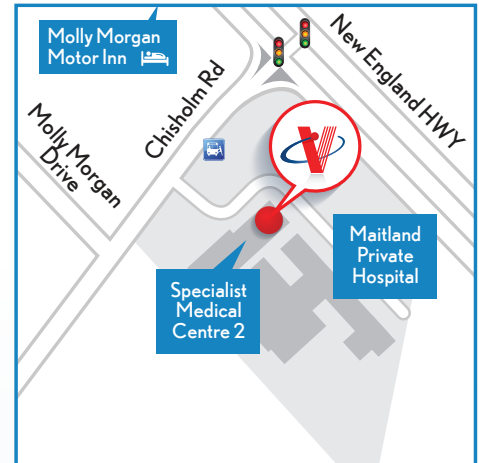 Molly Morgan
Motor Inn
New England HWY
Chisholm Rd
Molly Morgan
Drive
V
Maitland
Private
Hospital
Specialist
Medical
Centre 2